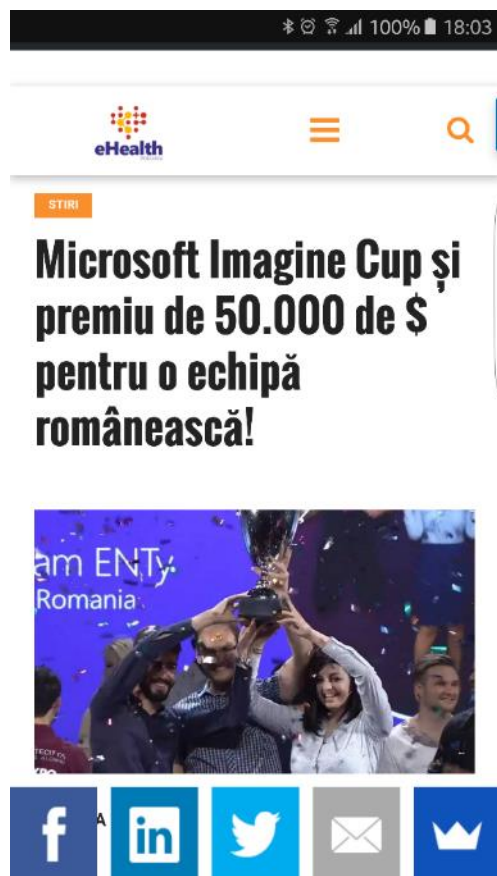 100% 18:03
eHealth
STIRI
Microsoft Imagine Cup și
premiu de 50.000 de $
pentru o echipă
românească!
am ENTy
Romania
A
f
in